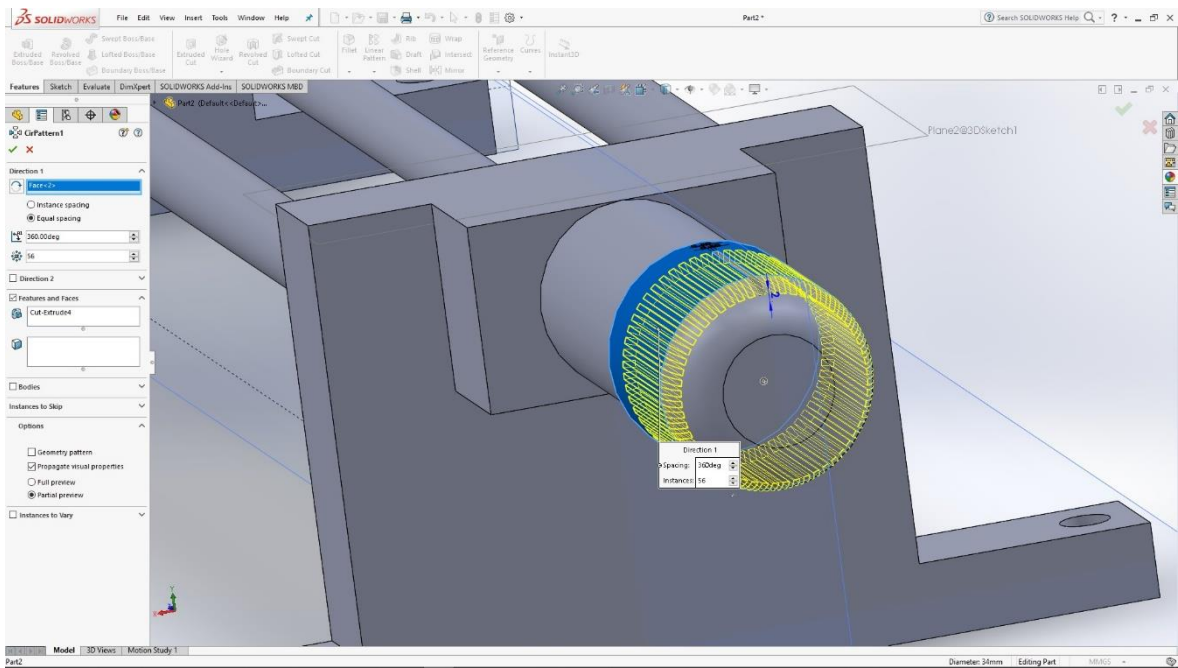 SOLIDWORKS File Edit View Insert Tools Window Help Part2 * Search SOLIDWORKS Help
Extruded Boss/Base
Revolved Boss/Base
Swept Boss/Base
Lofted Boss/Base
Boundary Boss/Base
Extruded Cut
Hole Wizard
Revolved Cut
Swept Cut
Lofted Cut
Boundary Cut
Fillet
Linear Pattern
Rib
Draft
Shell
Wrap
Intersect
Mirror
Reference Geometry
Curves
Instant3D
Features Sketch Evaluate DimXpert SOLIDWORKS Add-Ins SOLIDWORKS MBD
Part2 (Default<<Default>...
CirPattern1
Direction 1
Face<2>
Instance spacing
Equal spacing
360.00deg
56
Direction 2
Features and Faces
Cut-Extrude4
Bodies
Instances to Skip
Options
Geometry pattern
Propagate visual properties
Full preview
Partial preview
Instances to Vary
Plane2@3DSketch1
2
Direction 1
Spacing: 360deg
Instances: 56
Y
X
Model 3D Views Motion Study 1
Part2 Diameter: 34mm Editing Part MMGS